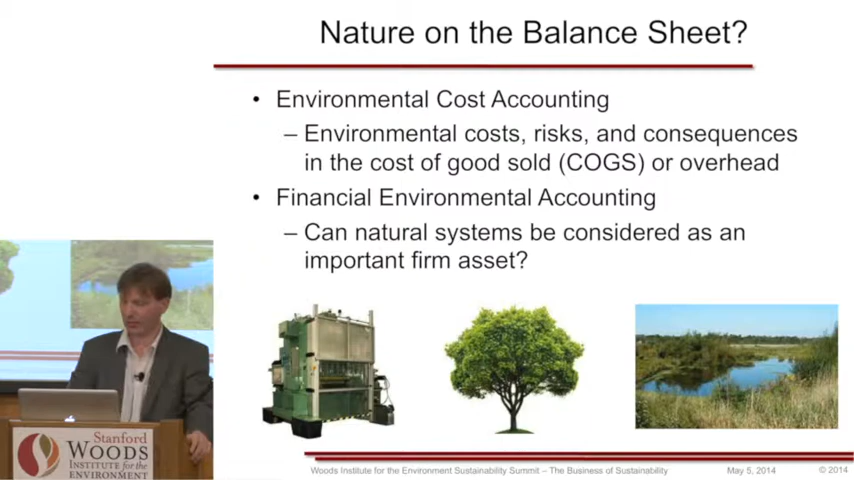 Nature on the Balance Sheet?
• Environmental Cost Accounting
– Environmental costs, risks, and consequences
in the cost of good sold (COGS) or overhead
• Financial Environmental Accounting
– Can natural systems be considered as an
important firm asset?
Stanford
WOODS
INSTITUTE for the
ENVIRONMENT
Woods Institute for the Environment Sustainability Summit – The Business of Sustainability
May 5, 2014
© 2014